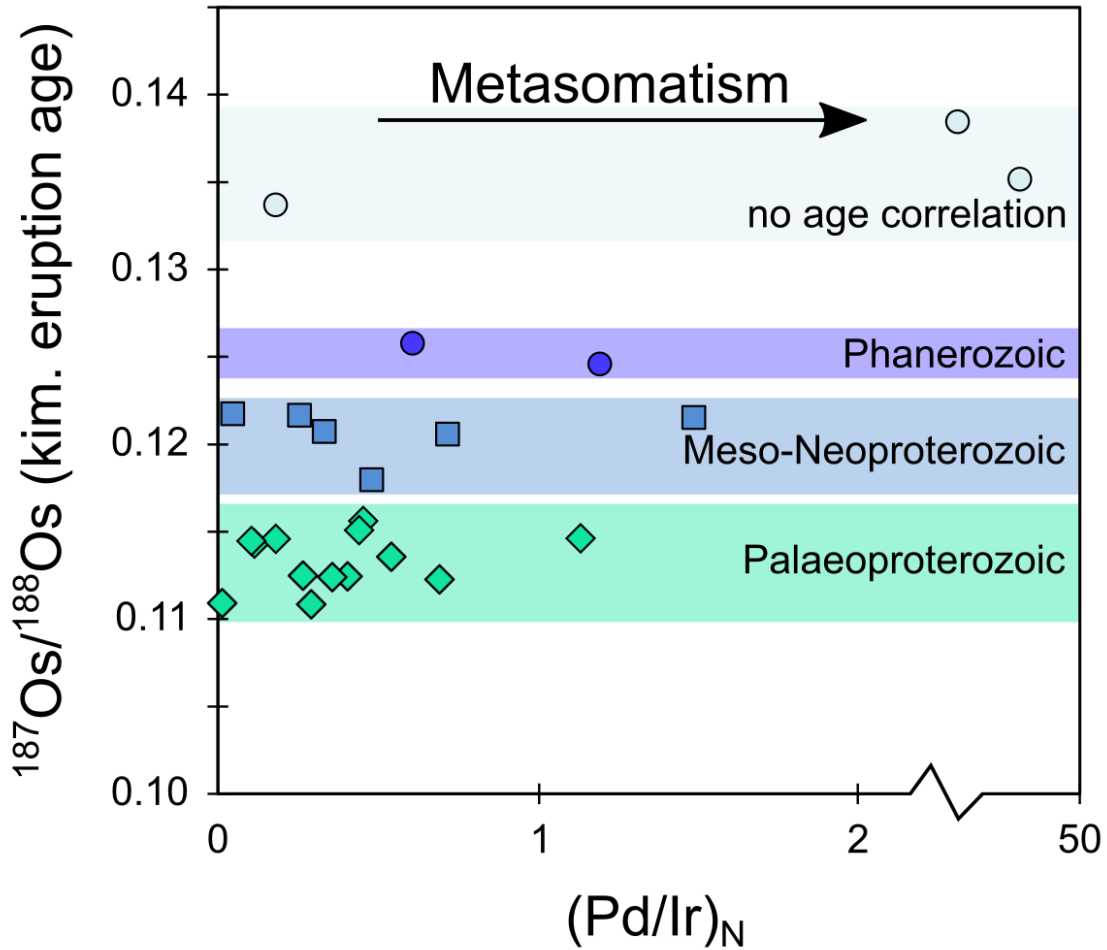 0.14
0.13
0.12
0.11
0.10
¹⁸⁷Os/¹⁸⁸Os (kim. eruption age)
Metasomatism
no age correlation
Phanerozoic
Meso-Neoproterozoic
Palaeoproterozoic
0 1 2 50
(Pd/Ir)N